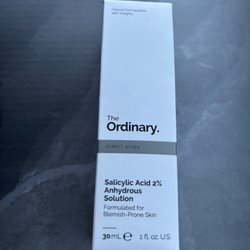 Clinical Formulations
with Integrity.
The
Ordinary.
DIRECT ACIDS
Salicylic Acid 2%
Anhydrous
Solution
Formulated for
Blemish-Prone Skin
30 mL ℮ 1 fl. oz. U.S.